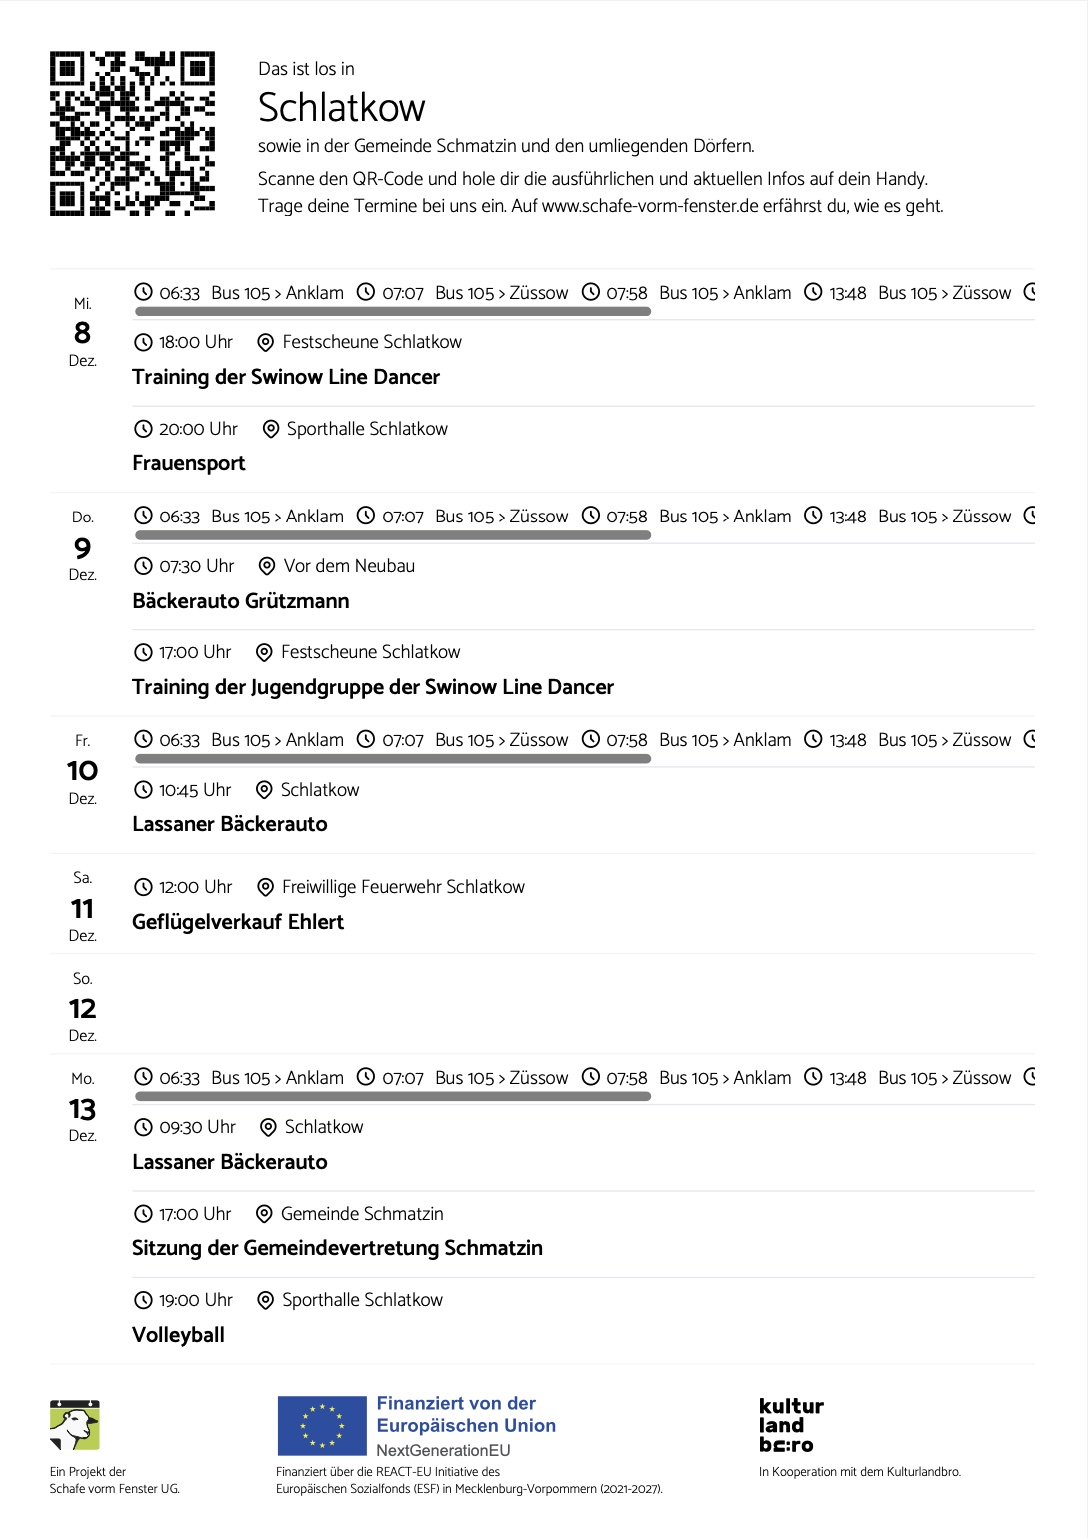 Das ist los in
Schlatkow
sowie in der Gemeinde Schmatzin und den umliegenden Dörfern.
Scanne den QR-Code und hole dir die ausführlichen und aktuellen Infos auf dein Handy.
Trage deine Termine bei uns ein. Auf www.schafe-vorm-fenster.de erfährst du, wie es geht.
Mi.
8
Dez.
06:33 Bus 105 > Anklam 07:07 Bus 105 > Züssow 07:58 Bus 105 > Anklam 13:48 Bus 105 > Züssow
18:00 Uhr Festscheune Schlatkow
Training der Swinow Line Dancer
20:00 Uhr Sporthalle Schlatkow
Frauensport
Do.
9
Dez.
06:33 Bus 105 > Anklam 07:07 Bus 105 > Züssow 07:58 Bus 105 > Anklam 13:48 Bus 105 > Züssow
07:30 Uhr Vor dem Neubau
Bäckerauto Grützmann
17:00 Uhr Festscheune Schlatkow
Training der Jugendgruppe der Swinow Line Dancer
Fr.
10
Dez.
06:33 Bus 105 > Anklam 07:07 Bus 105 > Züssow 07:58 Bus 105 > Anklam 13:48 Bus 105 > Züssow
10:45 Uhr Schlatkow
Lassaner Bäckerauto
Sa.
11
Dez.
12:00 Uhr Freiwillige Feuerwehr Schlatkow
Geflügelverkauf Ehlert
So.
12
Dez.
Mo.
13
Dez.
06:33 Bus 105 > Anklam 07:07 Bus 105 > Züssow 07:58 Bus 105 > Anklam 13:48 Bus 105 > Züssow
09:30 Uhr Schlatkow
Lassaner Bäckerauto
17:00 Uhr Gemeinde Schmatzin
Sitzung der Gemeindevertretung Schmatzin
19:00 Uhr Sporthalle Schlatkow
Volleyball
Ein Projekt der
Schafe vorm Fenster UG.
Finanziert von der
Europäischen Union
NextGenerationEU
Finanziert über die REACT-EU Initiative des
Europäischen Sozialfonds (ESF) in Mecklenburg-Vorpommern (2021-2027).
kultur
land
In Kooperation mit dem Kulturlandbro.